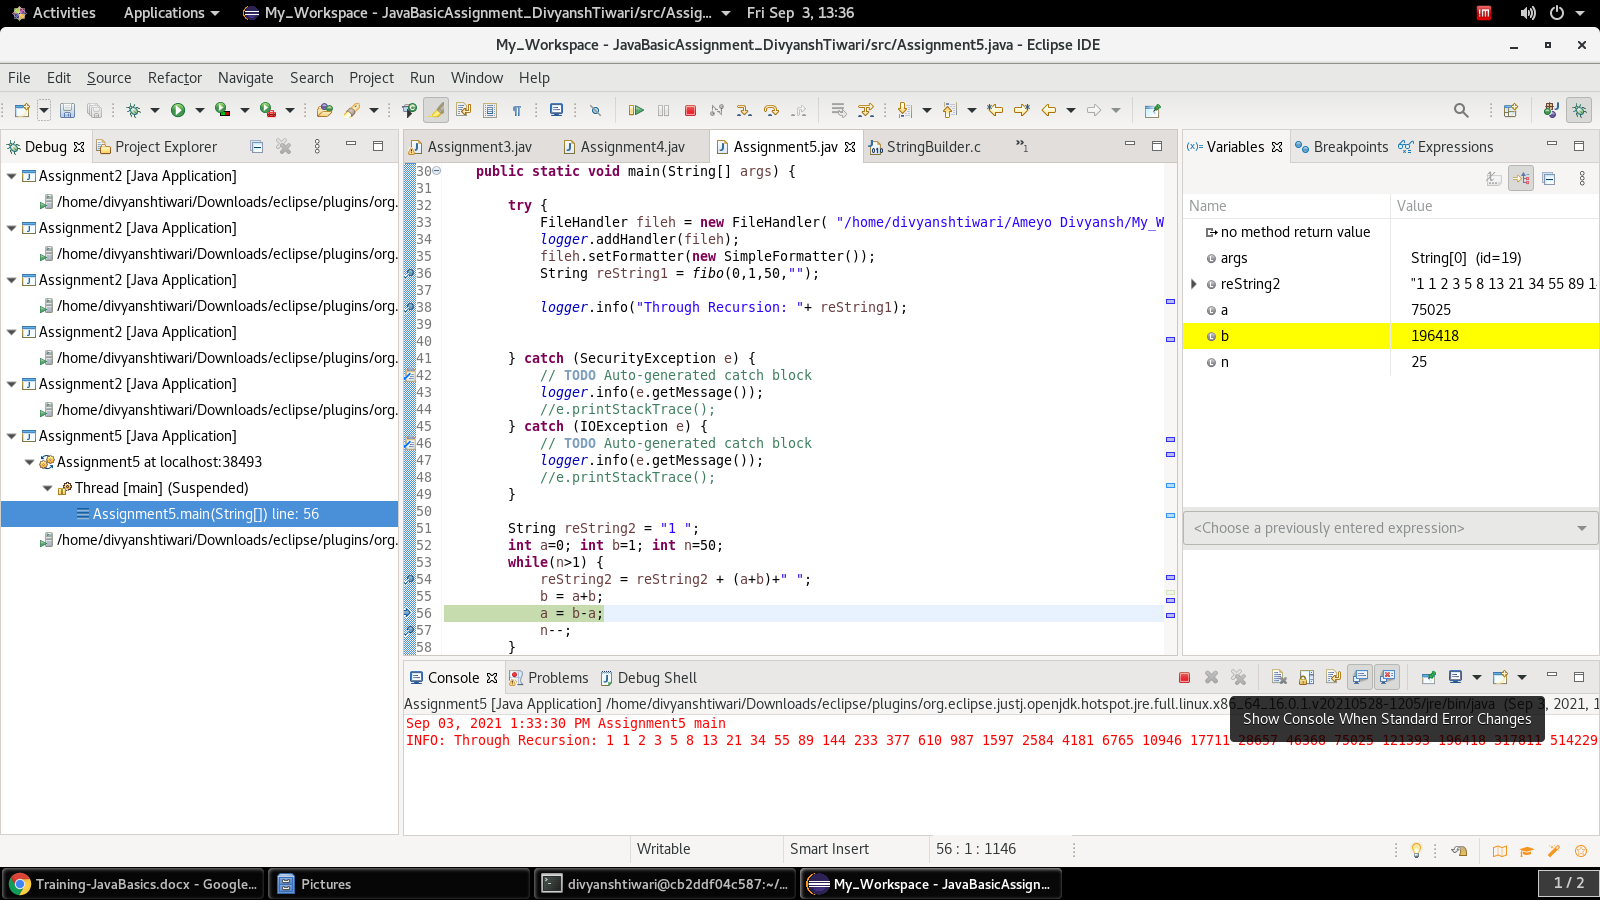 Activities Applications My_Workspace - JavaBasicAssignment_DivyanshTiwari/src/Assig... Fri Sep 3, 13:36
My_Workspace - JavaBasicAssignment_DivyanshTiwari/src/Assignment5.java - Eclipse IDE
File Edit Source Refactor Navigate Search Project Run Window Help
Debug Project Explorer
Assignment2 [Java Application]
/home/divyanshtiwari/Downloads/eclipse/plugins/org.
Assignment2 [Java Application]
/home/divyanshtiwari/Downloads/eclipse/plugins/org.
Assignment2 [Java Application]
/home/divyanshtiwari/Downloads/eclipse/plugins/org.
Assignment2 [Java Application]
/home/divyanshtiwari/Downloads/eclipse/plugins/org.
Assignment2 [Java Application]
/home/divyanshtiwari/Downloads/eclipse/plugins/org.
Assignment5 [Java Application]
Assignment5 at localhost:38493
Thread [main] (Suspended)
Assignment5.main(String[]) line: 56
/home/divyanshtiwari/Downloads/eclipse/plugins/org.
Assignment3.jav Assignment4.jav Assignment5.jav StringBuilder.c »1
30 public static void main(String[] args) {
31
32 try {
33 FileHandler fileh = new FileHandler( "/home/divyanshtiwari/Ameyo Divyansh/My_W
34 logger.addHandler(fileh);
35 fileh.setFormatter(new SimpleFormatter());
36 String reString1 = fibo(0,1,50,"");
37
38 logger.info("Through Recursion: "+ reString1);
39
40
41 } catch (SecurityException e) {
42 // TODO Auto-generated catch block
43 logger.info(e.getMessage());
44 //e.printStackTrace();
45 } catch (IOException e) {
46 // TODO Auto-generated catch block
47 logger.info(e.getMessage());
48 //e.printStackTrace();
49 }
50
51 String reString2 = "1 ";
52 int a=0; int b=1; int n=50;
53 while(n>1) {
54 reString2 = reString2 + (a+b)+" ";
55 b = a+b;
56 a = b-a;
57 n--;
58 }
Variables Breakpoints Expressions
Name Value
no method return value
args String[0] (id=19)
reString2 "1 1 2 3 5 8 13 21 34 55 89 1
a 75025
b 196418
n 25
<Choose a previously entered expression>
Console Problems Debug Shell
Assignment5 [Java Application] /home/divyanshtiwari/Downloads/eclipse/plugins/org.eclipse.justj.openjdk.hotspot.jre.full.linux.x86_64_16.0.1.v20210528-1205/jre/bin/java (Sep 3, 2021, 1
Show Console When Standard Error Changes
Sep 03, 2021 1:33:30 PM Assignment5 main
INFO: Through Recursion: 1 1 2 3 5 8 13 21 34 55 89 144 233 377 610 987 1597 2584 4181 6765 10946 17711 28657 46368 75025 121393 196418 317811 514229
Writable Smart Insert 56 : 1 : 1146
Training-JavaBasics.docx - Google... Pictures divyanshtiwari@cb2ddf04c587:~/... My_Workspace - JavaBasicAssign... 1 / 2